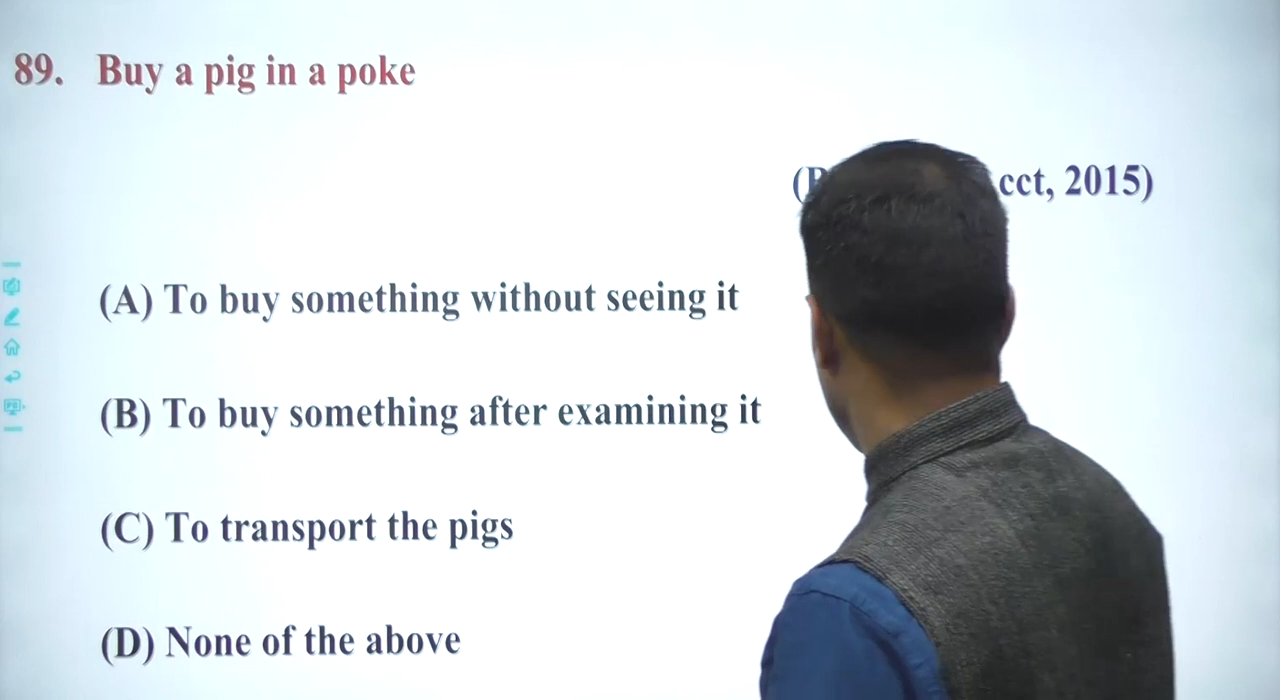 89. Buy a pig in a poke
cct, 2015)
(A) To buy something without seeing it
(B) To buy something after examining it
(C) To transport the pigs
(D) None of the above